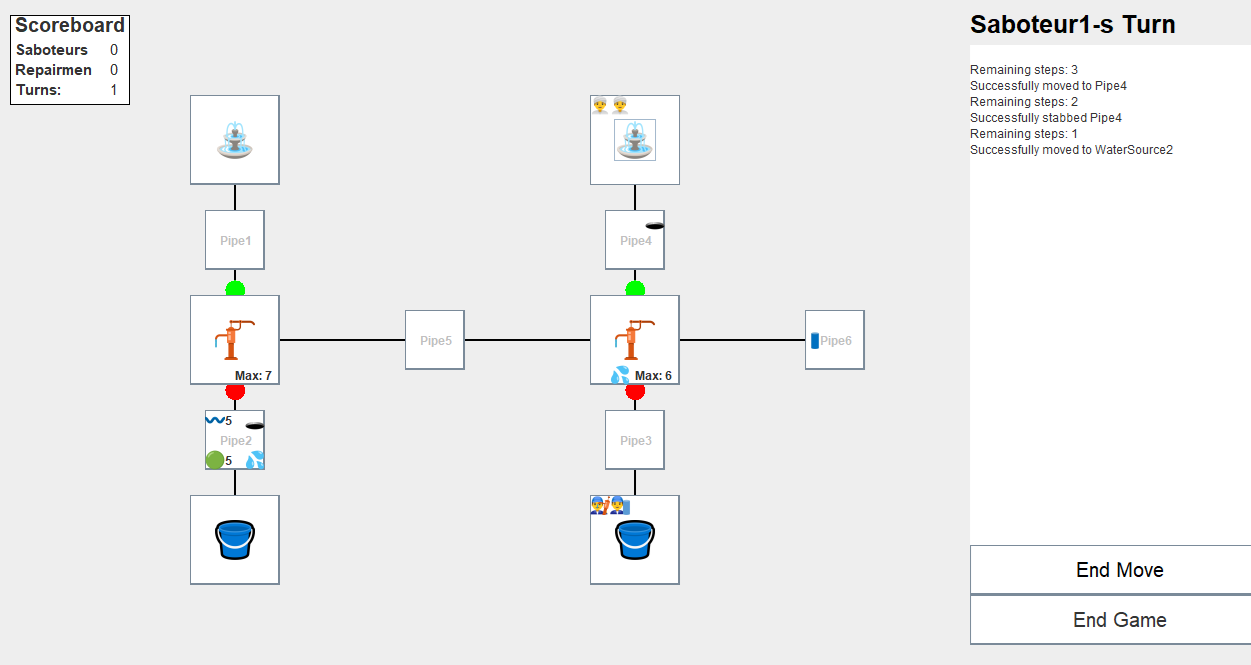 Scoreboard
Saboteurs 0
Repairmen 0
Turns: 1
Saboteur1-s Turn
Remaining steps: 3
Successfully moved to Pipe4
Remaining steps: 2
Successfully stabbed Pipe4
Remaining steps: 1
Successfully moved to WaterSource2
Pipe1
Pipe4
Pipe5
Pipe6
Max: 7
Max: 6
5
Pipe2
5
Pipe3
End Move
End Game